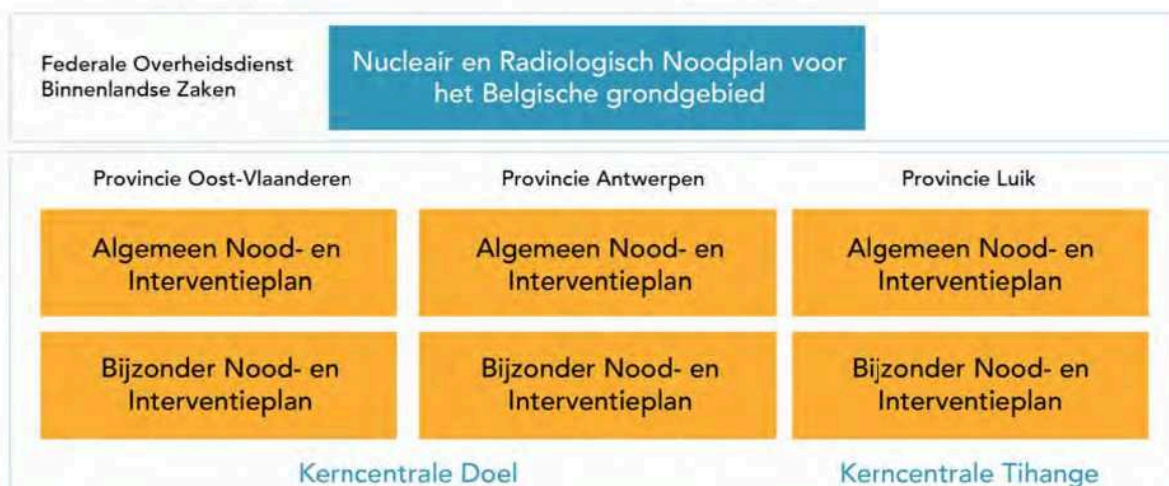 Federale Overheidsdienst
Binnenlandse Zaken
Nucleair en Radiologisch Noodplan voor
het Belgische grondgebied
Provincie Oost-Vlaanderen
Provincie Antwerpen
Provincie Luik
Algemeen Nood- en
Interventieplan
Algemeen Nood- en
Interventieplan
Algemeen Nood- en
Interventieplan
Bijzonder Nood- en
Interventieplan
Bijzonder Nood- en
Interventieplan
Bijzonder Nood- en
Interventieplan
Kerncentrale Doel
Kerncentrale Tihange